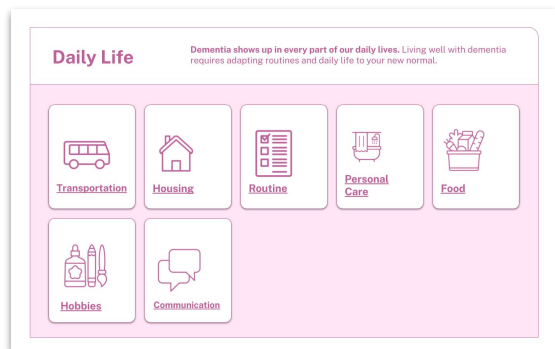 Daily Life
Dementia shows up in every part of our daily lives. Living well with dementia
requires adapting routines and daily life to your new normal.
Transportation
Housing
Routine
Personal
Care
Food
Hobbies
Communication